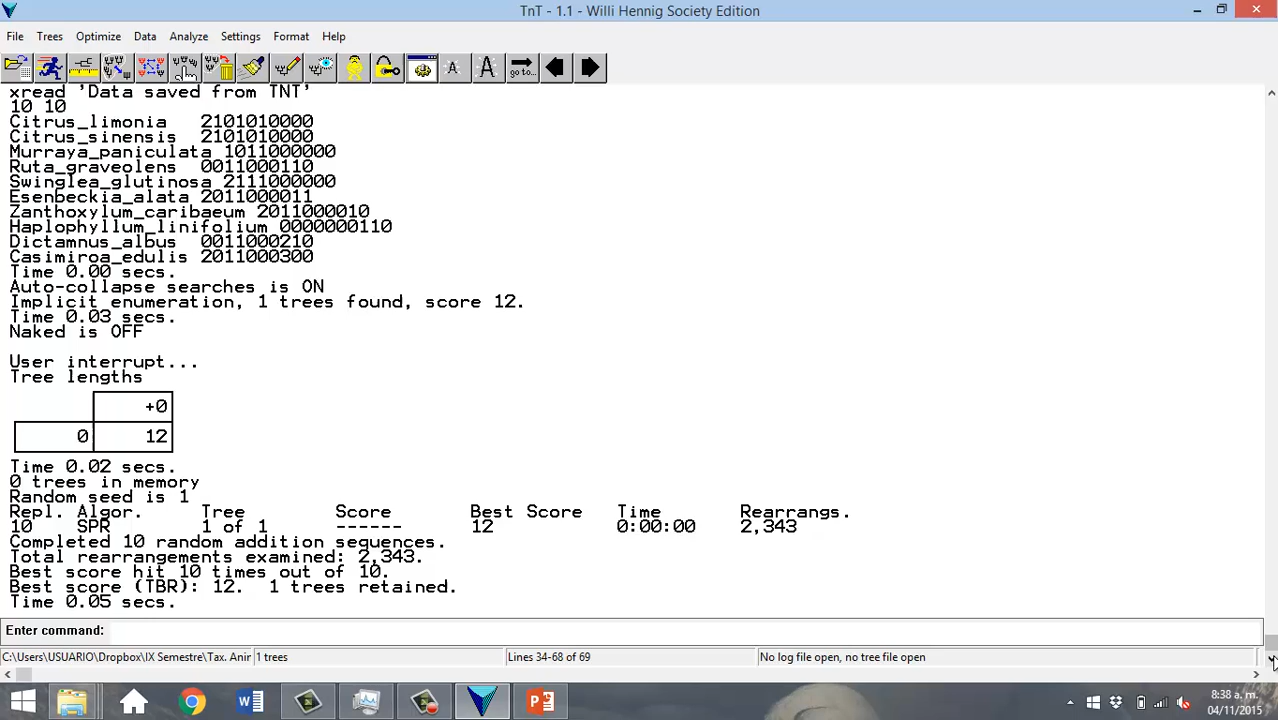 TnT - 1.1 - Willi Hennig Society Edition
File Trees Optimize Data Analyze Settings Format Help
A A go to..
xread 'Data saved from TNT'
10 10
Citrus_limonia 2101010000
Citrus_sinensis 2101010000
Murraya_paniculata 1011000000
Ruta_graveolens 0011000110
Swinglea_glutinosa 2111000000
Esenbeckia_alata 2011000011
Zanthoxylum_caribaeum 2011000010
Haplophyllum_linifolium 0000000110
Dictamnus_albus 0011000210
Casimiroa_edulis 2011000300
Time 0.00 secs.
Auto-collapse searches is ON
Implicit enumeration, 1 trees found, score 12.
Time 0.03 secs.
Naked is OFF
User interrupt...
Tree lengths
+0
0 12
Time 0.02 secs.
0 trees in memory
Random seed is 1
Repl. Algor. Tree Score Best Score Time Rearrangs.
10 SPR 1 of 1 ------ 12 0:00:00 2,343
Completed 10 random addition sequences.
Total rearrangements examined: 2,343.
Best score hit 10 times out of 10.
Best score (TBR): 12. 1 trees retained.
Time 0.05 secs.
Enter command:
C:\Users\USUARIO\Dropbox\IX Semestre\Tax. Anir 1 trees Lines 34-68 of 69 No log file open, no tree file open
8:38 a. m.
04/11/2015